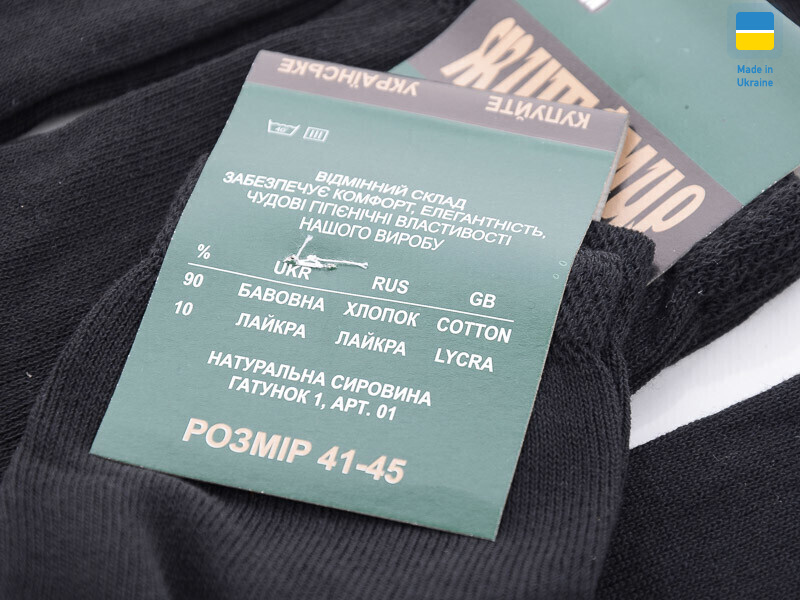 Made in
Ukraine
КУПУЙТЕ
УКРАЇНСЬКЕ
ВІДМІННИЙ СКЛАД
ЗАБЕЗПЕЧУЄ КОМФОРТ, ЕЛЕГАНТНІСТЬ,
ЧУДОВІ ГІГІЄНІЧНІ ВЛАСТИВОСТІ
НАШОГО ВИРОБУ
% UKR RUS GB
90 БАВОВНА ХЛОПОК COTTON
10 ЛАЙКРА ЛАЙКРА LYCRA
НАТУРАЛЬНА СИРОВИНА
ГАТУНОК 1, АРТ. 01
РОЗМІР 41-45